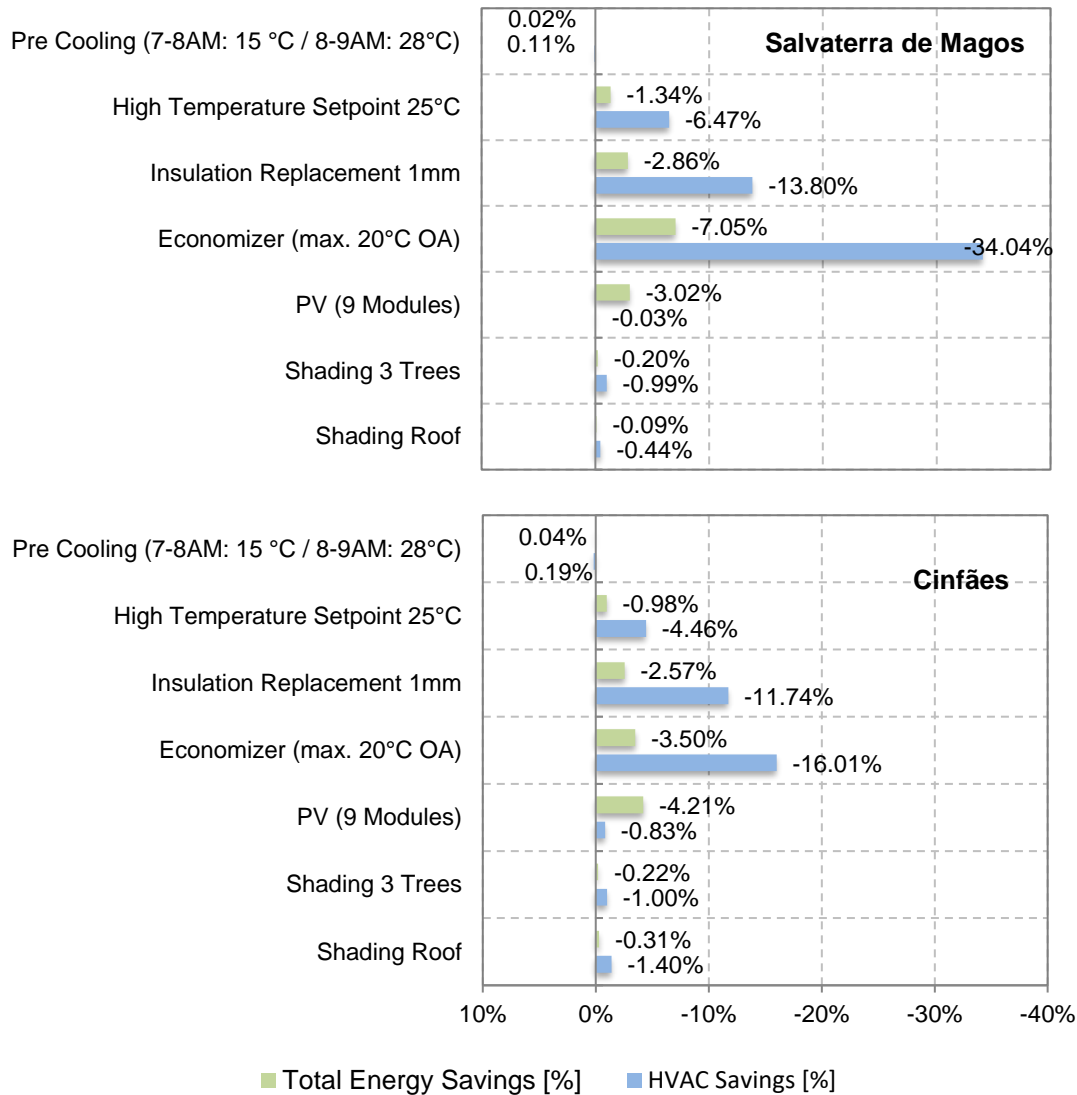 0.02%
Pre Cooling (7-8AM: 15 °C / 8-9AM: 28°C)
0.11%
Salvaterra de Magos
High Temperature Setpoint 25°C
-1.34%
-6.47%
Insulation Replacement 1mm
-2.86%
-13.80%
Economizer (max. 20°C OA)
-7.05%
-34.04%
PV (9 Modules)
-3.02%
-0.03%
Shading 3 Trees
-0.20%
-0.99%
Shading Roof
-0.09%
-0.44%
Pre Cooling (7-8AM: 15 °C / 8-9AM: 28°C)
0.04%
0.19%
Cinfães
High Temperature Setpoint 25°C
-0.98%
-4.46%
Insulation Replacement 1mm
-2.57%
-11.74%
Economizer (max. 20°C OA)
-3.50%
-16.01%
PV (9 Modules)
-4.21%
-0.83%
Shading 3 Trees
-0.22%
-1.00%
Shading Roof
-0.31%
-1.40%
10% 0% -10% -20% -30% -40%
Total Energy Savings [%] HVAC Savings [%]